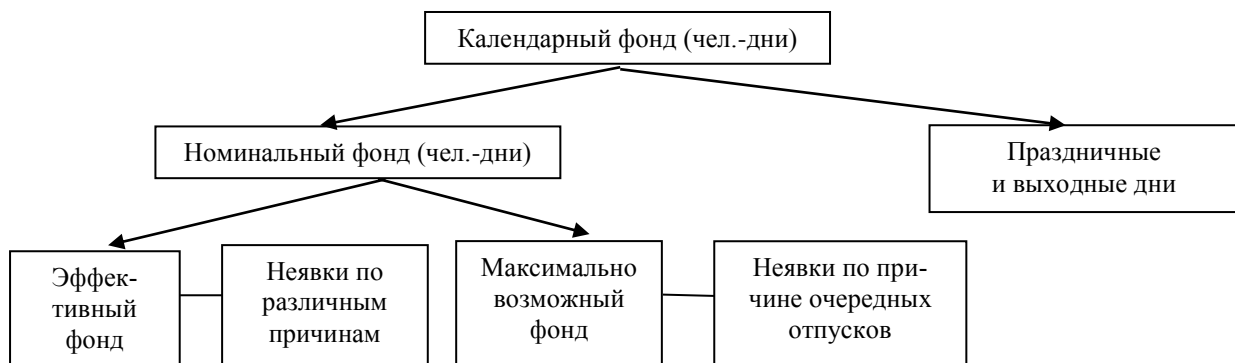 Календарный фонд (чел.-дни)
Номинальный фонд (чел.-дни)
Праздничные
и выходные дни
Эффек-
тивный
фонд
Неявки по
различным
причинам
Максимально
возможный
фонд
Неявки по при-
чине очередных
отпусков